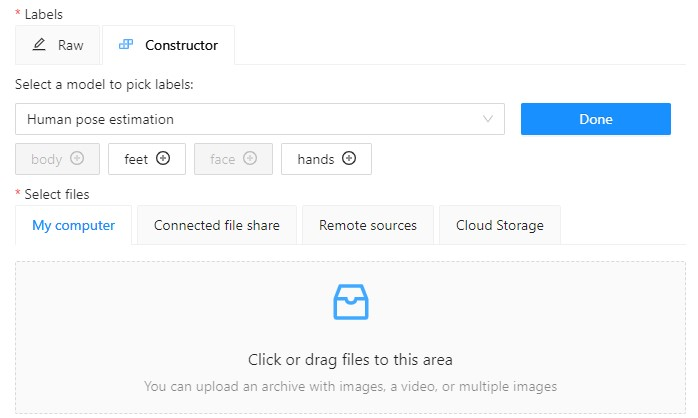 * Labels
Raw Constructor
Select a model to pick labels:
Human pose estimation Done
body feet face hands
* Select files
My computer Connected file share Remote sources Cloud Storage
Click or drag files to this area
You can upload an archive with images, a video, or multiple images